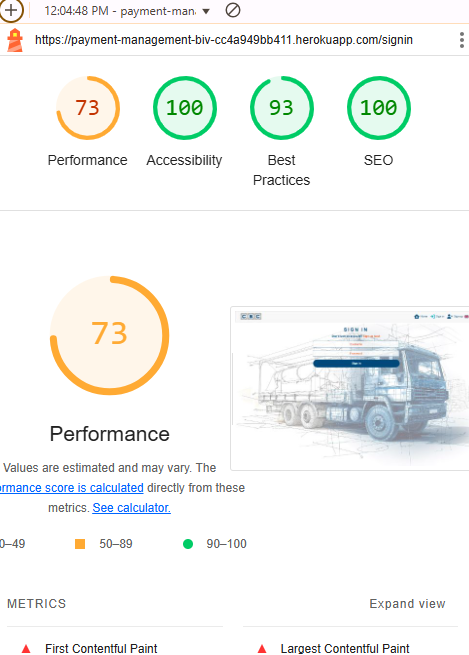 12:04:48 PM - payment-man
https://payment-management-biv-cc4a949bb411.herokuapp.com/signin
73 100 93 100
Performance Accessibility Best Practices SEO
73
SIGN IN
Performance
Values are estimated and may vary. The
ormance score is calculated directly from these
metrics. See calculator.
0–49 50–89 90–100
METRICS Expand view
First Contentful Paint Largest Contentful Paint